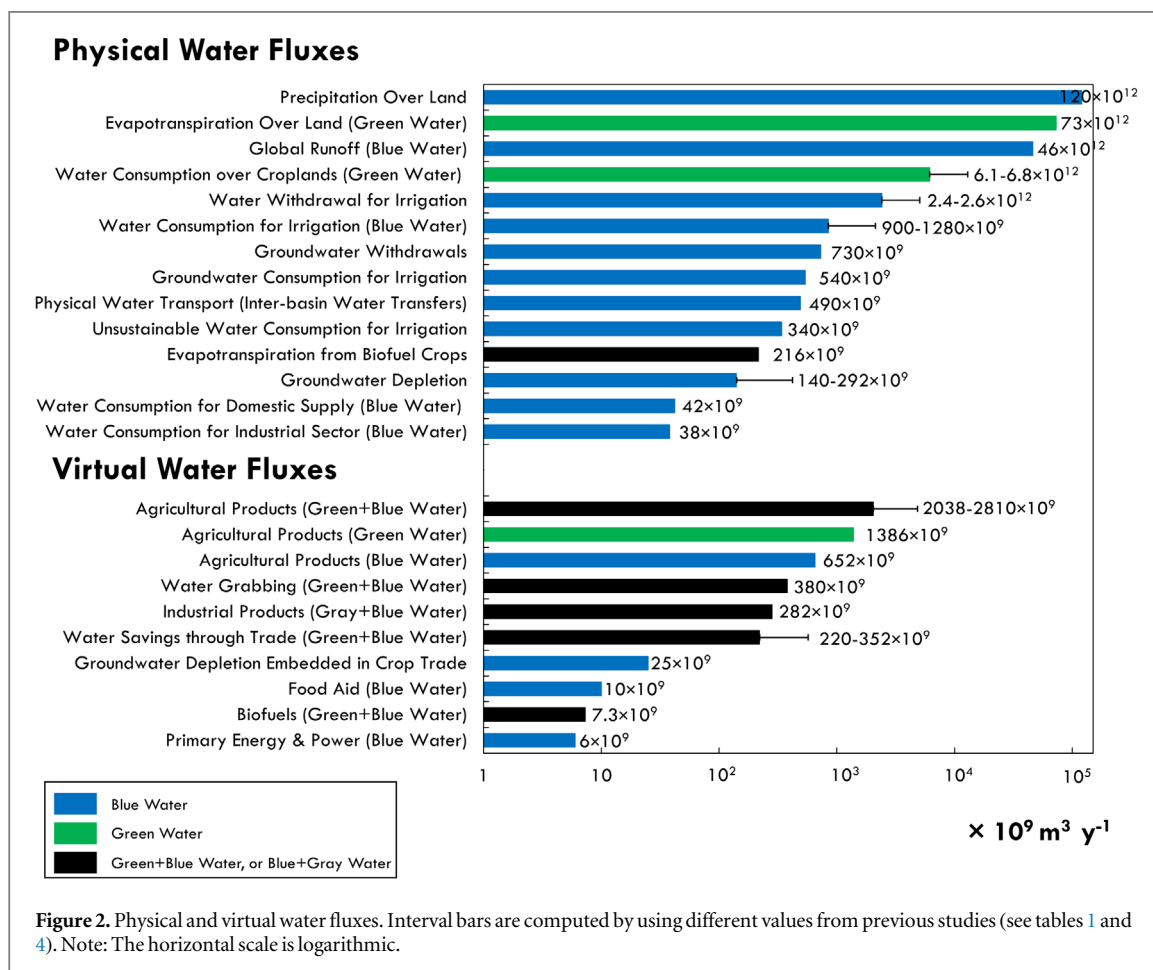 Physical Water Fluxes
Precipitation Over Land 120×10¹²
Evapotranspiration Over Land (Green Water) 73×10¹²
Global Runoff (Blue Water) 46×10¹²
Water Consumption over Croplands (Green Water) 6.1-6.8×10¹²
Water Withdrawal for Irrigation 2.4-2.6×10¹²
Water Consumption for Irrigation (Blue Water) 900-1280×10⁹
Groundwater Withdrawals 730×10⁹
Groundwater Consumption for Irrigation 540×10⁹
Physical Water Transport (Inter-basin Water Transfers) 490×10⁹
Unsustainable Water Consumption for Irrigation 340×10⁹
Evapotranspiration from Biofuel Crops 216×10⁹
Groundwater Depletion 140-292×10⁹
Water Consumption for Domestic Supply (Blue Water) 42×10⁹
Water Consumption for Industrial Sector (Blue Water) 38×10⁹
Virtual Water Fluxes
Agricultural Products (Green+Blue Water) 2038-2810×10⁹
Agricultural Products (Green Water) 1386×10⁹
Agricultural Products (Blue Water) 652×10⁹
Water Grabbing (Green+Blue Water) 380×10⁹
Industrial Products (Gray+Blue Water) 282×10⁹
Water Savings through Trade (Green+Blue Water) 220-352×10⁹
Groundwater Depletion Embedded in Crop Trade 25×10⁹
Food Aid (Blue Water) 10×10⁹
Biofuels (Green+Blue Water) 7.3×10⁹
Primary Energy & Power (Blue Water) 6×10⁹
1 10 10² 10³ 10⁴ 10⁵
× 10⁹ m³ y⁻¹
Blue Water
Green Water
Green+Blue Water, or Blue+Gray Water
Figure 2. Physical and virtual water fluxes. Interval bars are computed by using different values from previous studies (see tables 1 and
4). Note: The horizontal scale is logarithmic.